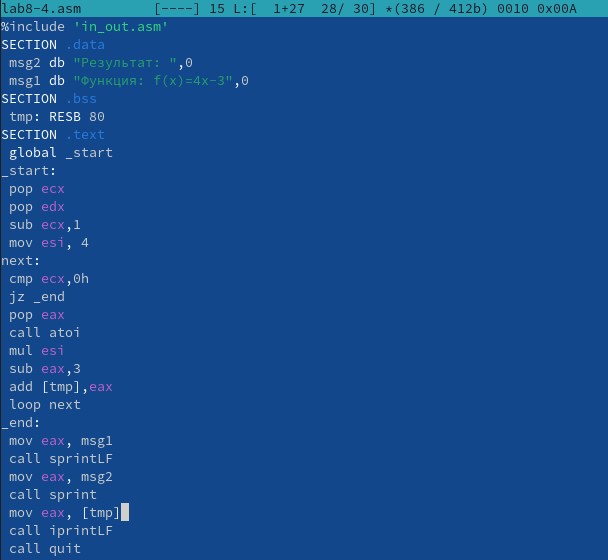 lab8-4.asm [----] 15 L:[ 1+27 28/ 30] *(386 / 412b) 0010 0x00A
%include 'in_out.asm'
SECTION .data
msg2 db "Результат: ",0
msg1 db "Функция: f(x)=4x-3",0
SECTION .bss
tmp: RESB 80
SECTION .text
global _start
_start:
pop ecx
pop edx
sub ecx,1
mov esi, 4
next:
cmp ecx,0h
jz _end
pop eax
call atoi
mul esi
sub eax,3
add [tmp],eax
loop next
_end:
mov eax, msg1
call sprintLF
mov eax, msg2
call sprint
mov eax, [tmp]
call iprintLF
call quit